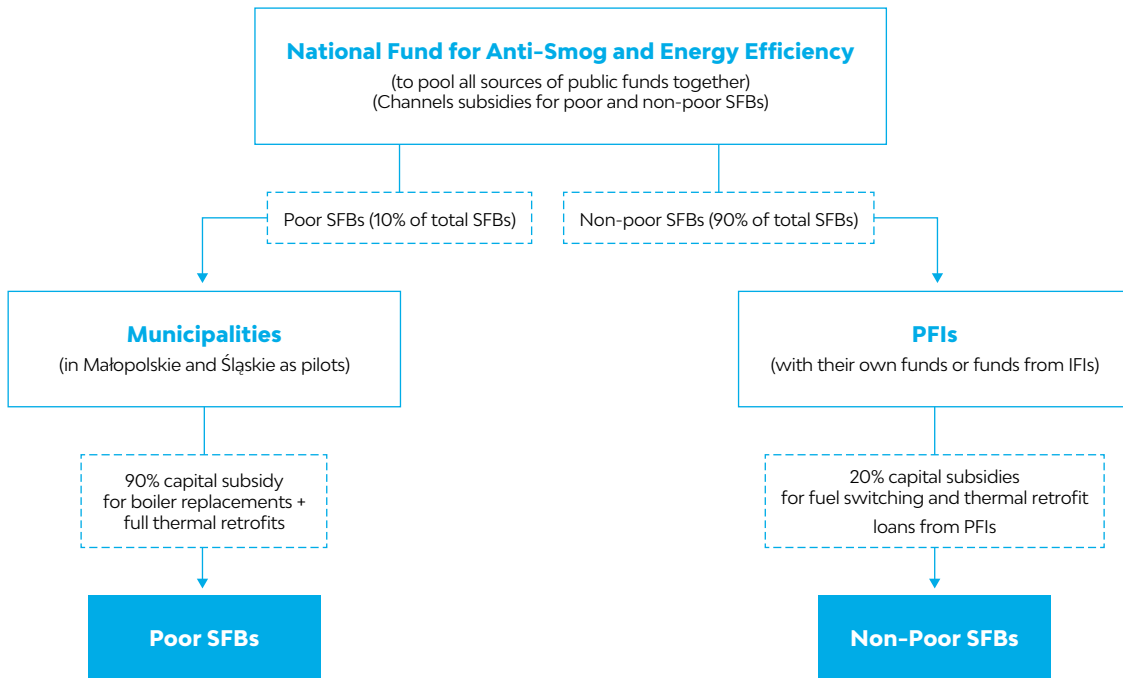 National Fund for Anti-Smog and Energy Efficiency
(to pool all sources of public funds together)
(Channels subsidies for poor and non-poor SFBs)
Poor SFBs (10% of total SFBs)
Non-poor SFBs (90% of total SFBs)
Municipalities
(in Małopolskie and Śląskie as pilots)
PFIs
(with their own funds or funds from IFIs)
90% capital subsidy
for boiler replacements +
full thermal retrofits
20% capital subsidies
for fuel switching and thermal retrofit
loans from PFIs
Poor SFBs
Non-Poor SFBs